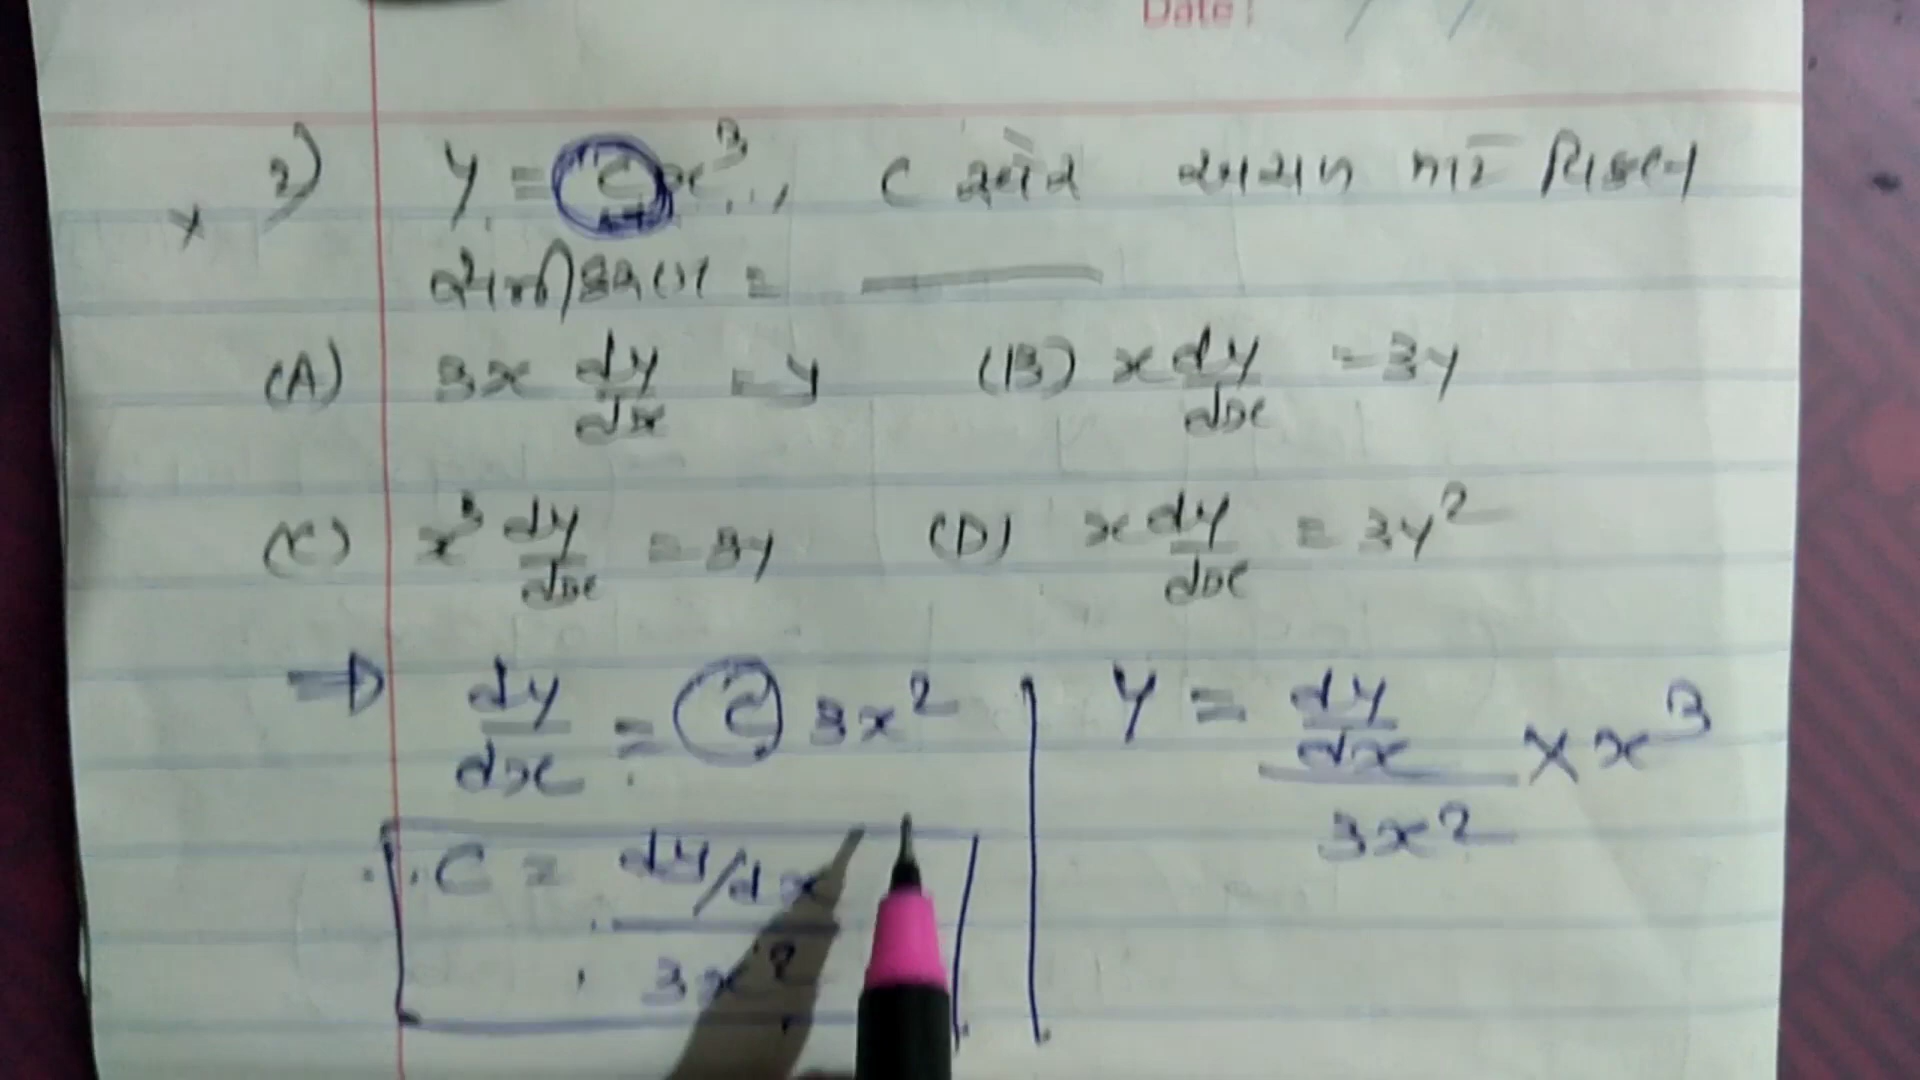 Date :
2) y = cx³, C સ્વૈર અચળ માટે વિકલ
સમીકરણ =
(A) 3x dy/dx = y (B) x dy/dx = 3y
(C) x³ dy/dx = 3y (D) x dy/dx = 3y²
⇒ dy/dx = C 3x² | y = dy/dx / 3x² × x³
∴ C = dy/dx / 3x²